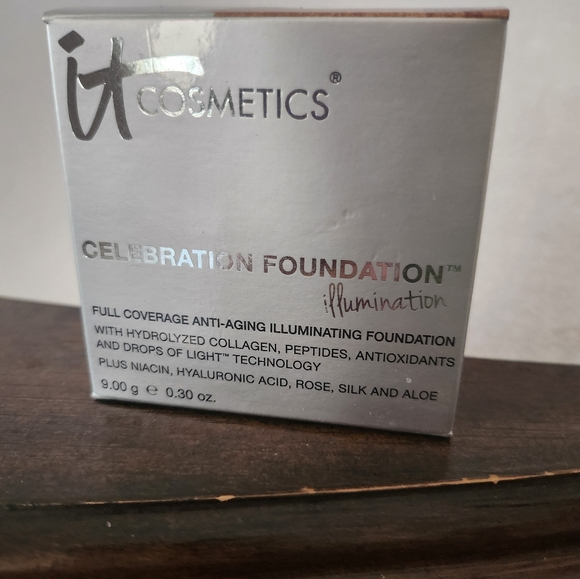 it COSMETICS®
CELEBRATION FOUNDATION™
illumination
FULL COVERAGE ANTI-AGING ILLUMINATING FOUNDATION
WITH HYDROLYZED COLLAGEN, PEPTIDES, ANTIOXIDANTS
AND DROPS OF LIGHT™ TECHNOLOGY
PLUS NIACIN, HYALURONIC ACID, ROSE, SILK AND ALOE
9.00 g ℮ 0.30 oz.